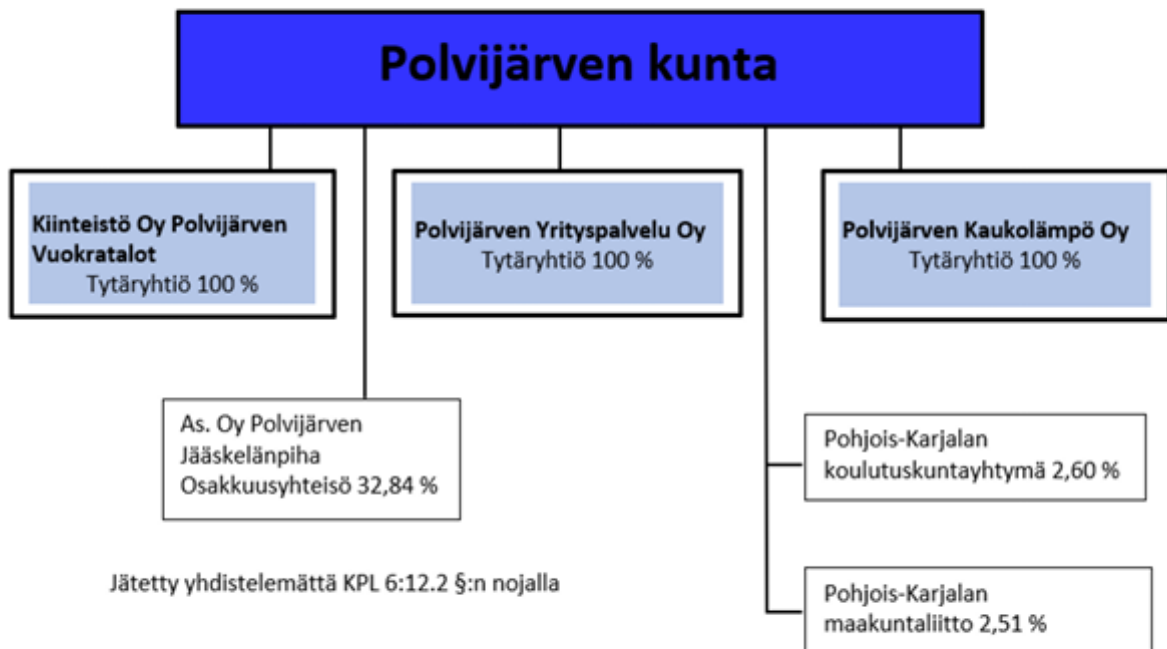 Polvijärven kunta
Kiinteistö Oy Polvijärven
Vuokratalot
Tytäryhtiö 100 %
Polvijärven Yrityspalvelu Oy
Tytäryhtiö 100 %
Polvijärven Kaukolämpö Oy
Tytäryhtiö 100 %
As. Oy Polvijärven
Jääskelänpiha
Osakkuusyhteisö 32,84 %
Pohjois-Karjalan
koulutuskuntayhtymä 2,60 %
Jätetty yhdistelemättä KPL 6:12.2 §:n nojalla
Pohjois-Karjalan
maakuntaliitto 2,51 %